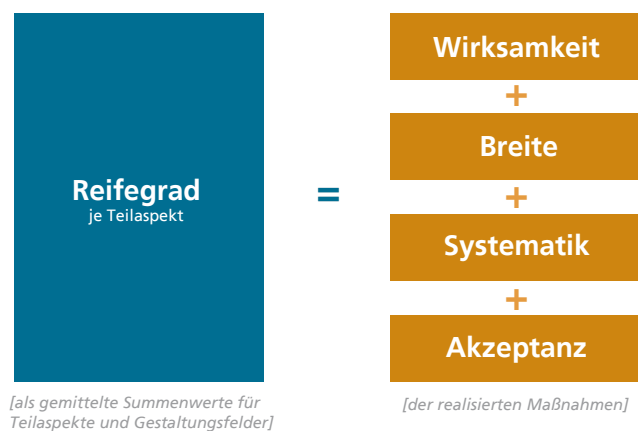 Reifegrad
je Teilaspekt
=
Wirksamkeit
+
Breite
+
Systematik
+
Akzeptanz
[als gemittelte Summenwerte für
Teilaspekte und Gestaltungsfelder]
[der realisierten Maßnahmen]